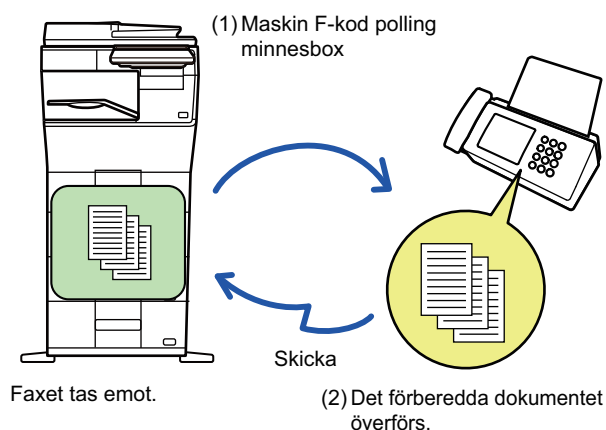 (1) Maskin F-kod polling
minnesbox
Skicka
Faxet tas emot.
(2) Det förberedda dokumentet
överförs.